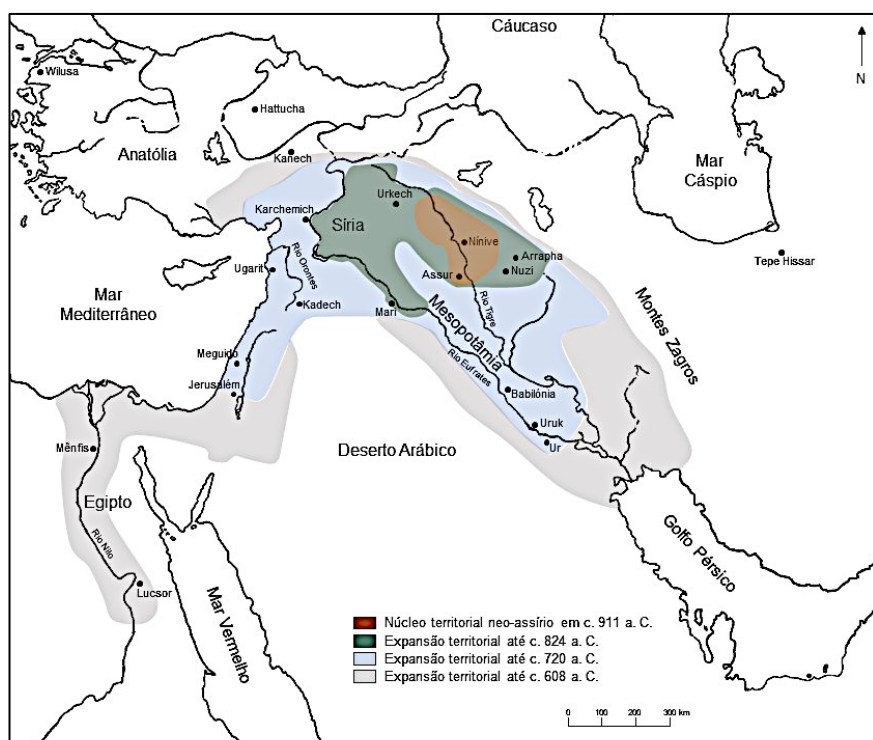 Cáucaso
N
Wilusa
Hattucha
Anatólia
Kanech
Mar
Cáspio
Urkech
Karchemich
Síria
Nínive
Arrapha
Tepe Hissar
Rio Orontes
Ugarit
Assur
Nuzi
Mar
Mediterrâneo
Kadech
Mari
Rio Tigre
Mesopotâmia
Montes Zagros
Meguido
Rio Eufrates
Jerusalém
Babilónia
Uruk
Ur
Mênfis
Deserto Arábico
Egipto
Rio Nilo
Lucsor
Mar Vermelho
Golfo Pérsico
Núcleo territorial neo-assírio em c. 911 a. C.
Expansão territorial até c. 824 a. C.
Expansão territorial até c. 720 a. C.
Expansão territorial até c. 608 a. C.
0 100 200 300 km